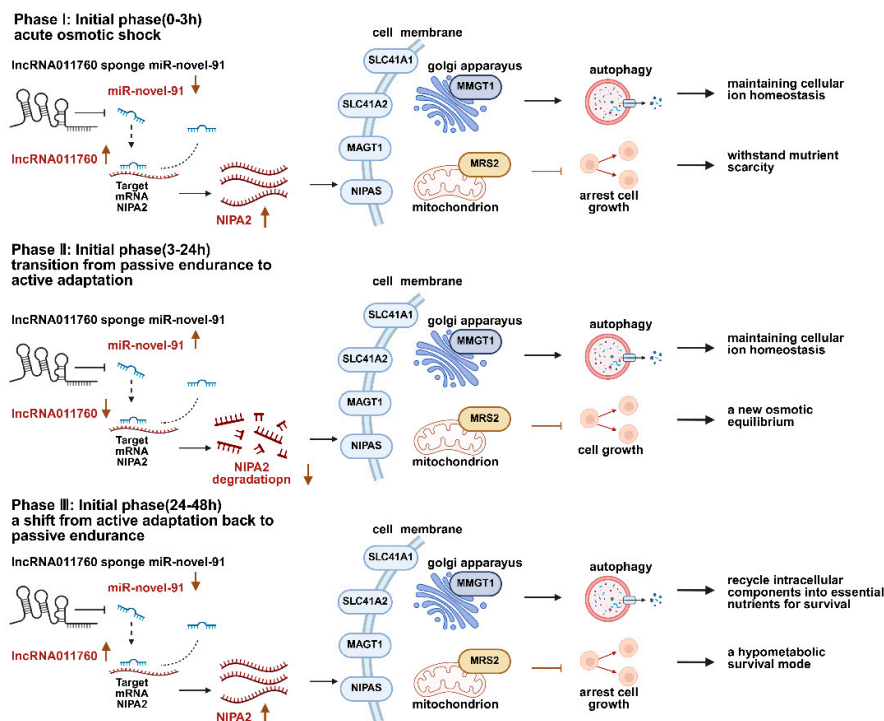 Phase Ⅰ: Initial phase(0-3h)
acute osmotic shock
lncRNA011760 sponge miR-novel-91
miR-novel-91
lncRNA011760
Target
mRNA
NIPA2
NIPA2
cell membrane
SLC41A1
SLC41A2
MAGT1
NIPAS
golgi apparayus
MMGT1
MRS2
mitochondrion
autophagy
arrest cell
growth
maintaining cellular
ion homeostasis
withstand mutrient
scarcity
Phase Ⅱ: Initial phase(3-24h)
transition from passive endurance to
active adaptation
lncRNA011760 sponge miR-novel-91
miR-novel-91
lncRNA011760
Target
mRNA
NIPA2
NIPA2
degradatiopn
cell membrane
SLC41A1
SLC41A2
MAGT1
NIPAS
golgi apparayus
MMGT1
MRS2
mitochondrion
autophagy
cell growth
maintaining cellular
ion homeostasis
a new osmotic
equilibrium
Phase Ⅲ: Initial phase(24-48h)
a shift from active adaptation back to
passive endurance
lncRNA011760 sponge miR-novel-91
miR-novel-91
lncRNA011760
Target
mRNA
NIPA2
NIPA2
cell membrane
SLC41A1
SLC41A2
MAGT1
NIPAS
golgi apparayus
MMGT1
MRS2
mitochondrion
autophagy
arrest cell growth
recycle intracellular
components into essential
nutrients for survival
a hypometabolic
survival mode